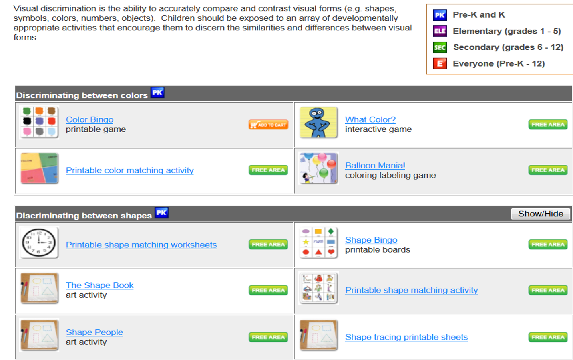 Visual discrimination is the ability to accurately compare and contrast visual forms (e.g. shapes,
symbols, colors, numbers, objects).  Children should be exposed to an array of developmentally
appropriate activities that encourage them to discern the similarities and differences between visual
forms
PK Pre-K and K
ELE Elementary (grades 1 - 5)
SEC Secondary (grades 6 - 12)
E Everyone (Pre-K - 12)
Discriminating between colors PK
Color Bingo
printable game
ADD TO CART
What Color?
interactive game
FREE AREA
Printable color matching activity
FREE AREA
Balloon Mania!
coloring labeling game
FREE AREA
Discriminating between shapes PK
Show/Hide
Printable shape matching worksheets
FREE AREA
Shape Bingo
printable boards
FREE AREA
The Shape Book
art activity
FREE AREA
Printable shape matching activity
FREE AREA
Shape People
art activity
FREE AREA
Shape tracing printable sheets
FREE AREA